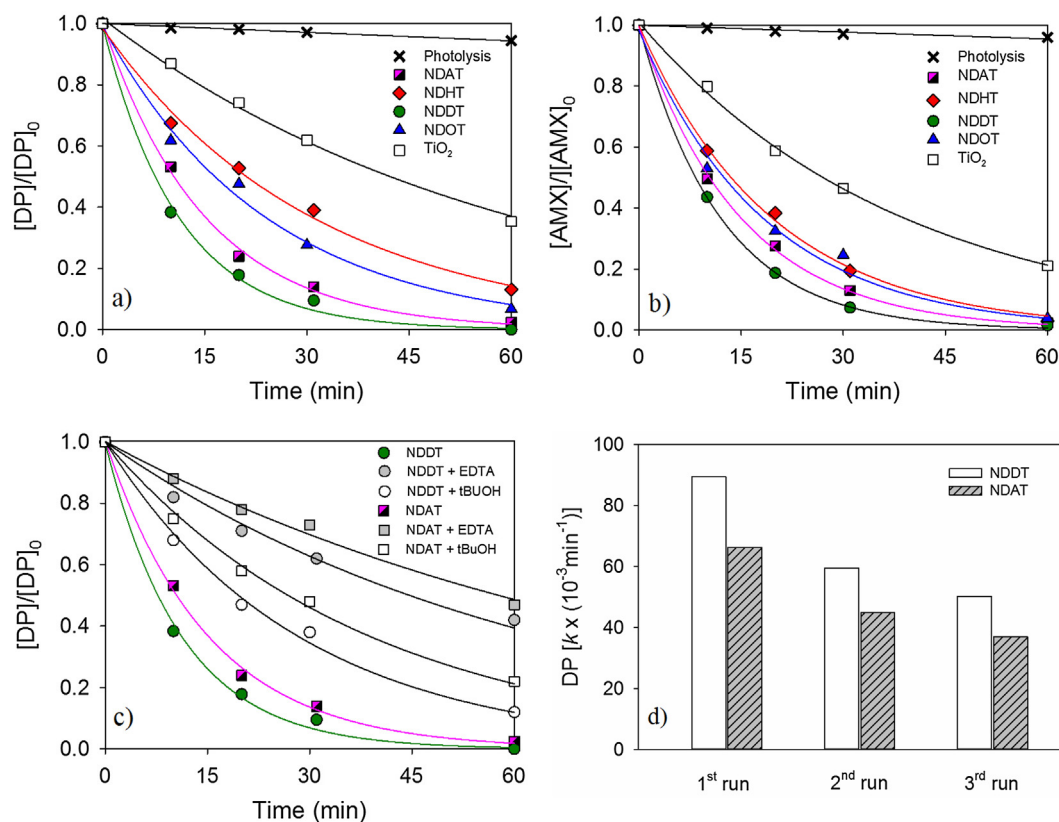 [DP]/[DP]0
1.0
0.8
0.6
0.4
0.2
0.0
0
15
30
45
60
Time (min)
Photolysis
NDAT
NDHT
NDDT
NDOT
TiO2
a)
[AMX]/][AMX]0
1.0
0.8
0.6
0.4
0.2
0.0
0
15
30
45
60
Time (min)
Photolysis
NDAT
NDHT
NDDT
NDOT
TiO2
b)
[DP]/[DP]0
1.0
0.8
0.6
0.4
0.2
0.0
0
15
30
45
60
Time (min)
NDDT
NDDT + EDTA
NDDT + tBUOH
NDAT
NDAT + EDTA
NDAT + tBuOH
c)
DP [k x (10-3min-1)]
100
80
60
40
20
0
1st run
2nd run
3rd run
NDDT
NDAT
d)